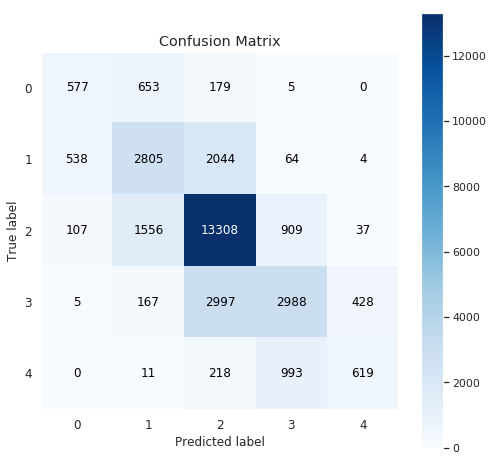 Confusion Matrix
0 577 653 179 5 0
1 538 2805 2044 64 4
2 107 1556 13308 909 37
3 5 167 2997 2988 428
4 0 11 218 993 619
0 1 2 3 4
True label
Predicted label
12000
10000
8000
6000
4000
2000
0